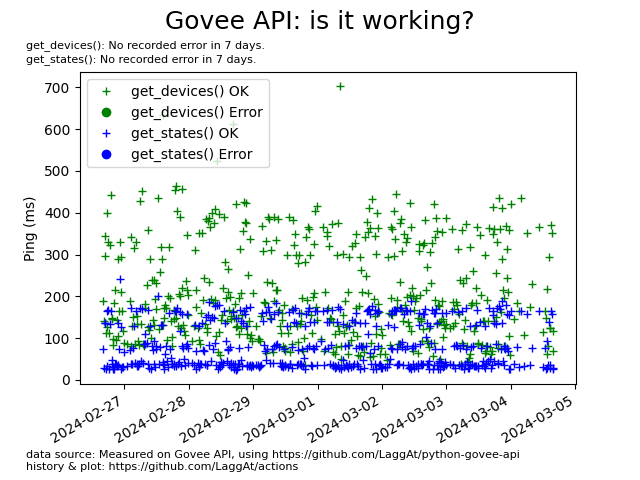 Govee API: is it working?
get_devices(): No recorded error in 7 days.
get_states(): No recorded error in 7 days.
get_devices() OK
get_devices() Error
get_states() OK
get_states() Error
Ping (ms)
700
600
500
400
300
200
100
0
2024-02-27
2024-02-28
2024-02-29
2024-03-01
2024-03-02
2024-03-03
2024-03-04
2024-03-05
data source: Measured on Govee API, using https://github.com/LaggAt/python-govee-api
history & plot: https://github.com/LaggAt/actions